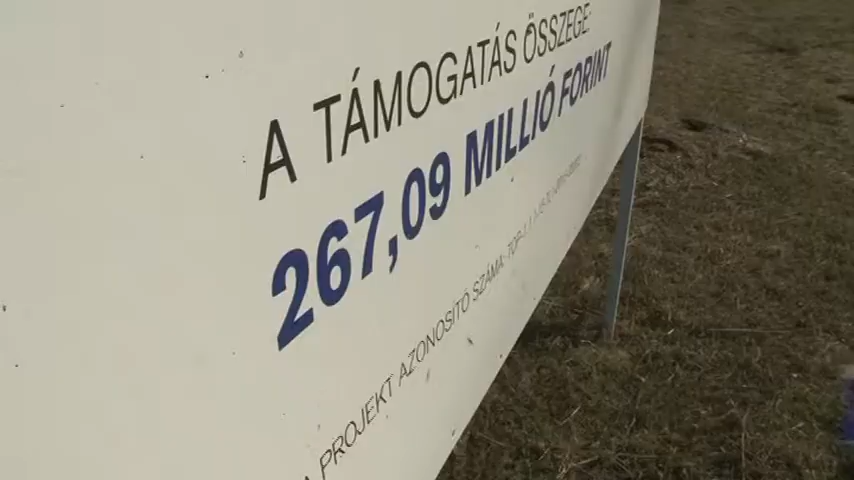 A TÁMOGATÁS ÖSSZEGE:
267,09 MILLIÓ FORINT
A PROJEKT AZONOSÍTÓ SZÁMA: